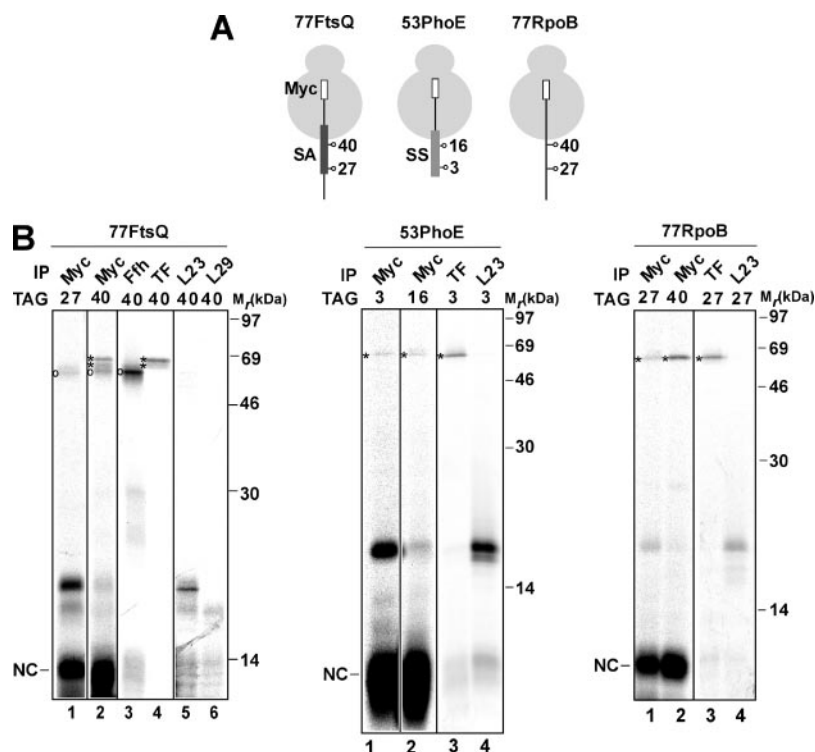 A
77FtsQ 53PhoE 77RpoB
Myc
SA 40 27
SS 16 3
40 27
B
77FtsQ
IP Myc Myc Ffh TF L23 L29
TAG 27 40 40 40 40 40 Mr(kDa)
97
69
46
30
14
NC
1 2 3 4 5 6
53PhoE
IP Myc Myc TF L23
TAG 3 16 3 3 Mr(kDa)
97
69
46
30
14
NC
1 2 3 4
77RpoB
IP Myc Myc TF L23
TAG 27 40 27 27 Mr(kDa)
97
69
46
30
14
NC
1 2 3 4